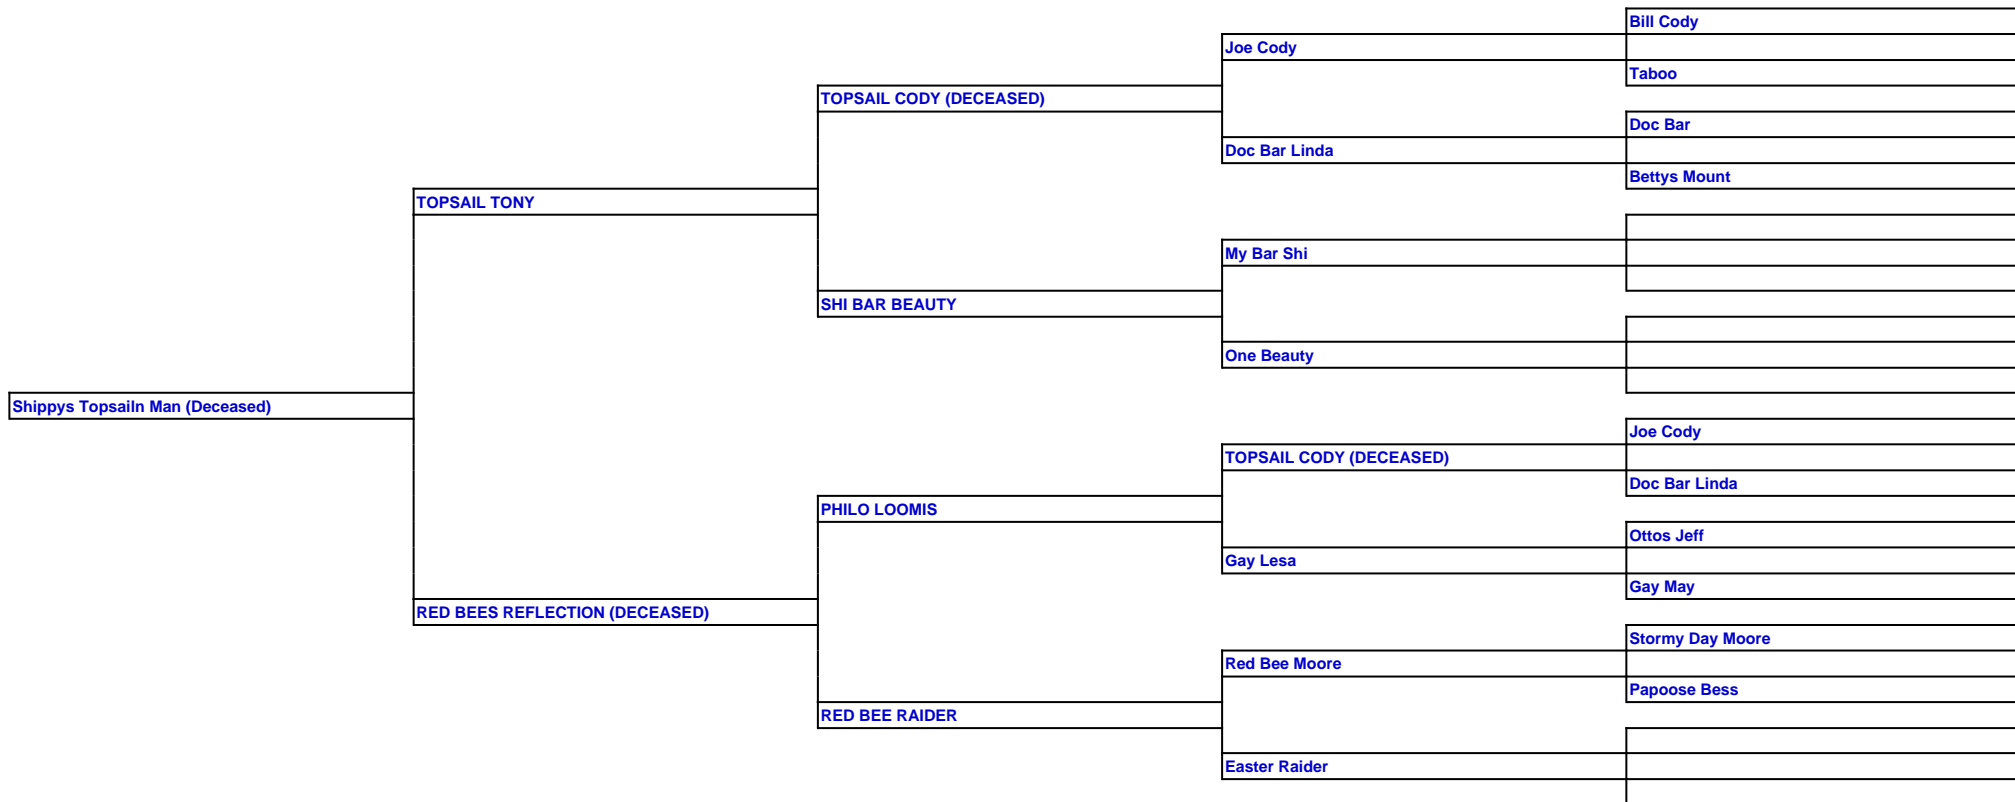 Bill Cody
Joe Cody
Taboo
TOPSAIL CODY (DECEASED)
Doc Bar
Doc Bar Linda
Bettys Mount
TOPSAIL TONY
My Bar Shi
SHI BAR BEAUTY
One Beauty
Shippys Topsailn Man (Deceased)
Joe Cody
TOPSAIL CODY (DECEASED)
Doc Bar Linda
PHILO LOOMIS
Ottos Jeff
Gay Lesa
Gay May
RED BEES REFLECTION (DECEASED)
Stormy Day Moore
Red Bee Moore
Papoose Bess
RED BEE RAIDER
Easter Raider